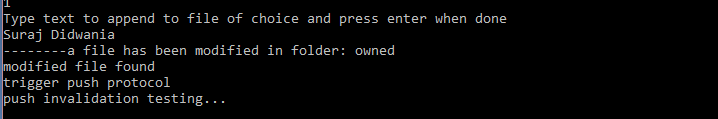 1
Type text to append to file of choice and press enter when done
Suraj Didwania
--------a file has been modified in folder: owned
modified file found
trigger push protocol
push invalidation testing...